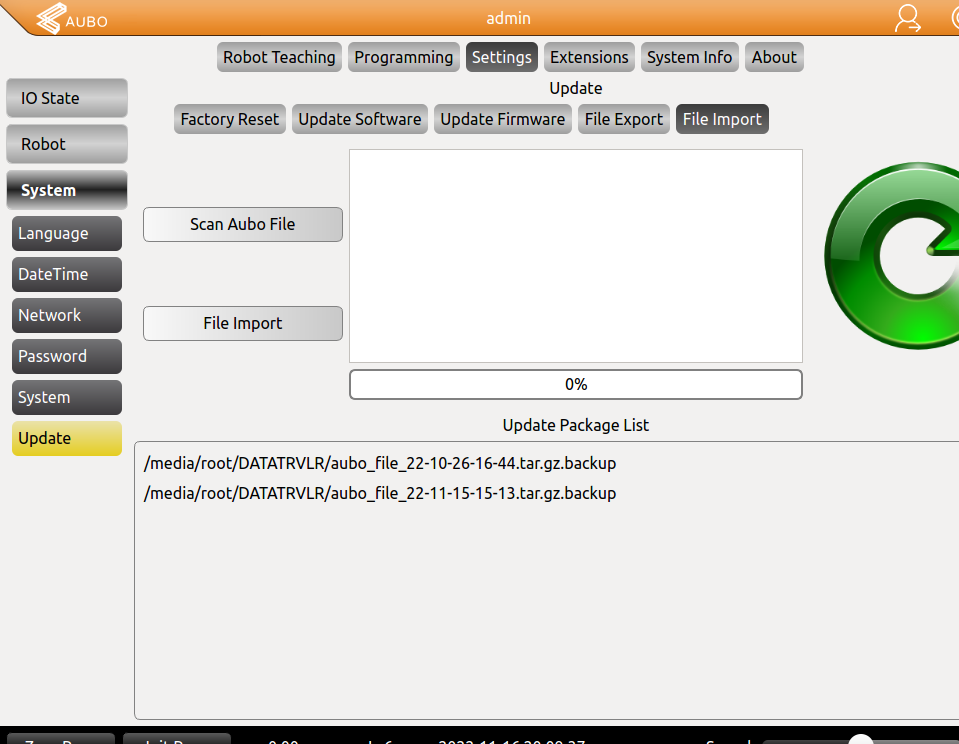 AUBO
admin
Robot Teaching Programming Settings Extensions System Info About
Update
Factory Reset Update Software Update Firmware File Export File Import
IO State
Robot
System
Language
DateTime
Network
Password
System
Update
Scan Aubo File
File Import
0%
Update Package List
/media/root/DATATRVLR/aubo_file_22-10-26-16-44.tar.gz.backup
/media/root/DATATRVLR/aubo_file_22-11-15-15-13.tar.gz.backup